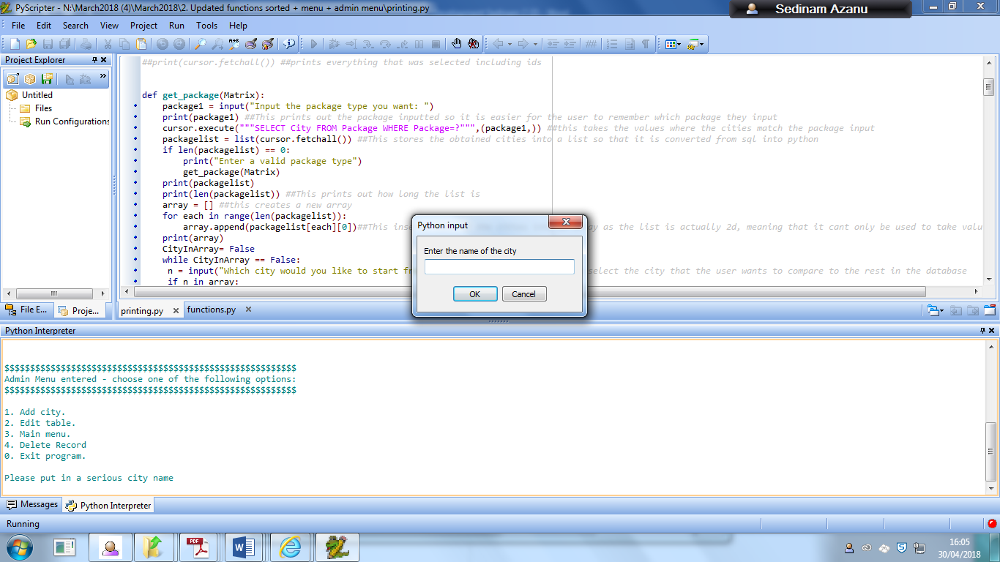 PyScripter - N:\March2018 (4)\March2018\2. Updated functions sorted + menu + admin menu\printing.py
Sedinam Azanu
File Edit Search View Project Run Tools Help
Project Explorer
Untitled
Files
Run Configurations
File E...
Proje...
##print(cursor.fetchall()) ##prints everything that was selected including ids
def get_package(Matrix):
package1 = input("Input the package type you want: ")
print(package1) ##This prints out the package inputted so it is easier for the user to remember which package they input
cursor.execute("""SELECT City FROM Package WHERE Package=?""",(package1,)) ##this takes the values where the cities match the package input
packagelist = list(cursor.fetchall()) ##This stores the obtained cities into a list so that it is converted from sql into python
if len(packagelist) == 0:
print("Enter a valid package type")
get_package(Matrix)
print(packagelist)
print(len(packagelist)) ##This prints out how long the list is
array = [] ##this creates a new array
for each in range(len(packagelist)):
array.append(packagelist[each][0])##This inse ay as the list is actually 2d, meaning that it cant only be used to take valu
print(array)
CityInArray= False
while CityInArray == False:
n = input("Which city would you like to start fr select the city that the user wants to compare to the rest in the database
if n in array:
printing.py
functions.py
Python input
Enter the name of the city
OK
Cancel
Python Interpreter
$$$$$$$$$$$$$$$$$$$$$$$$$$$$$$$$$$$$$$$$$$$$$$$$$$$$$$$$$
Admin Menu entered - choose one of the following options:
$$$$$$$$$$$$$$$$$$$$$$$$$$$$$$$$$$$$$$$$$$$$$$$$$$$$$$$$$
1. Add city.
2. Edit table.
3. Main menu.
4. Delete Record
0. Exit program.
Please put in a serious city name
Messages
Python Interpreter
Running
PDF
16:05
30/04/2018